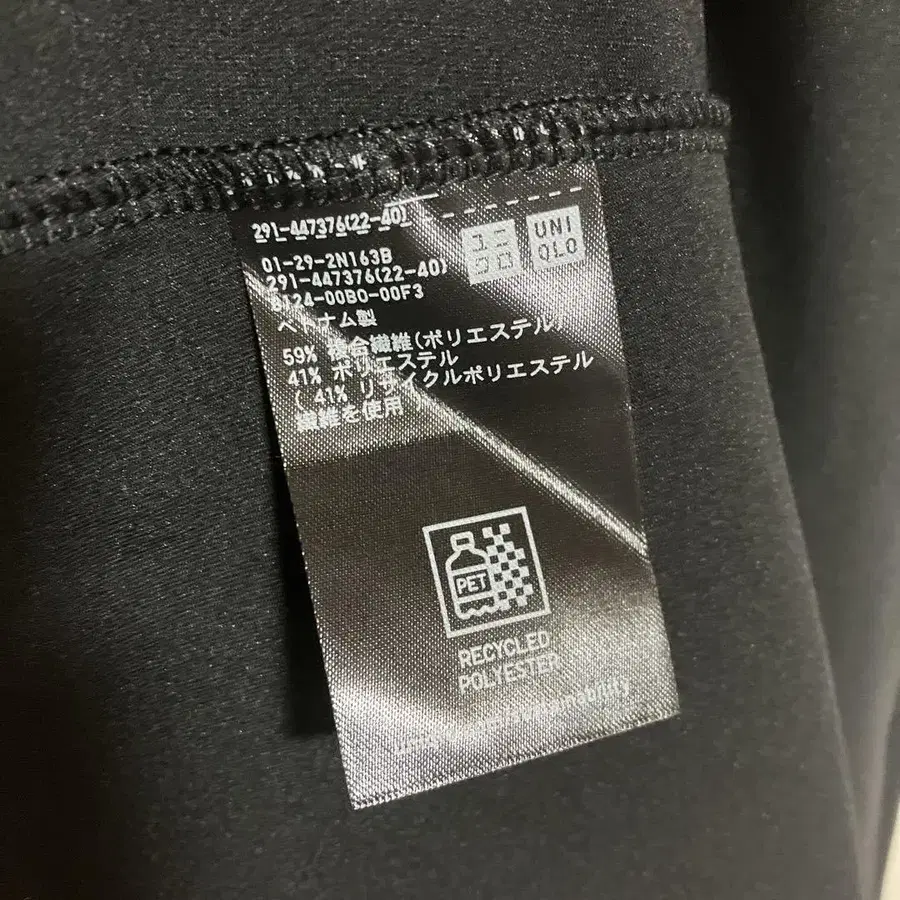 291-447376(22-40)
ユニ
クロ
UNI
QLO
01-29-2N163B
291-447376(22-40)
6124-00B0-00F3
ベトナム製
59% 複合繊維(ポリエステル)
41% ポリエステル
( 41% リサイクルポリエステル
繊維を使用 )
PET
RECYCLED
POLYESTER